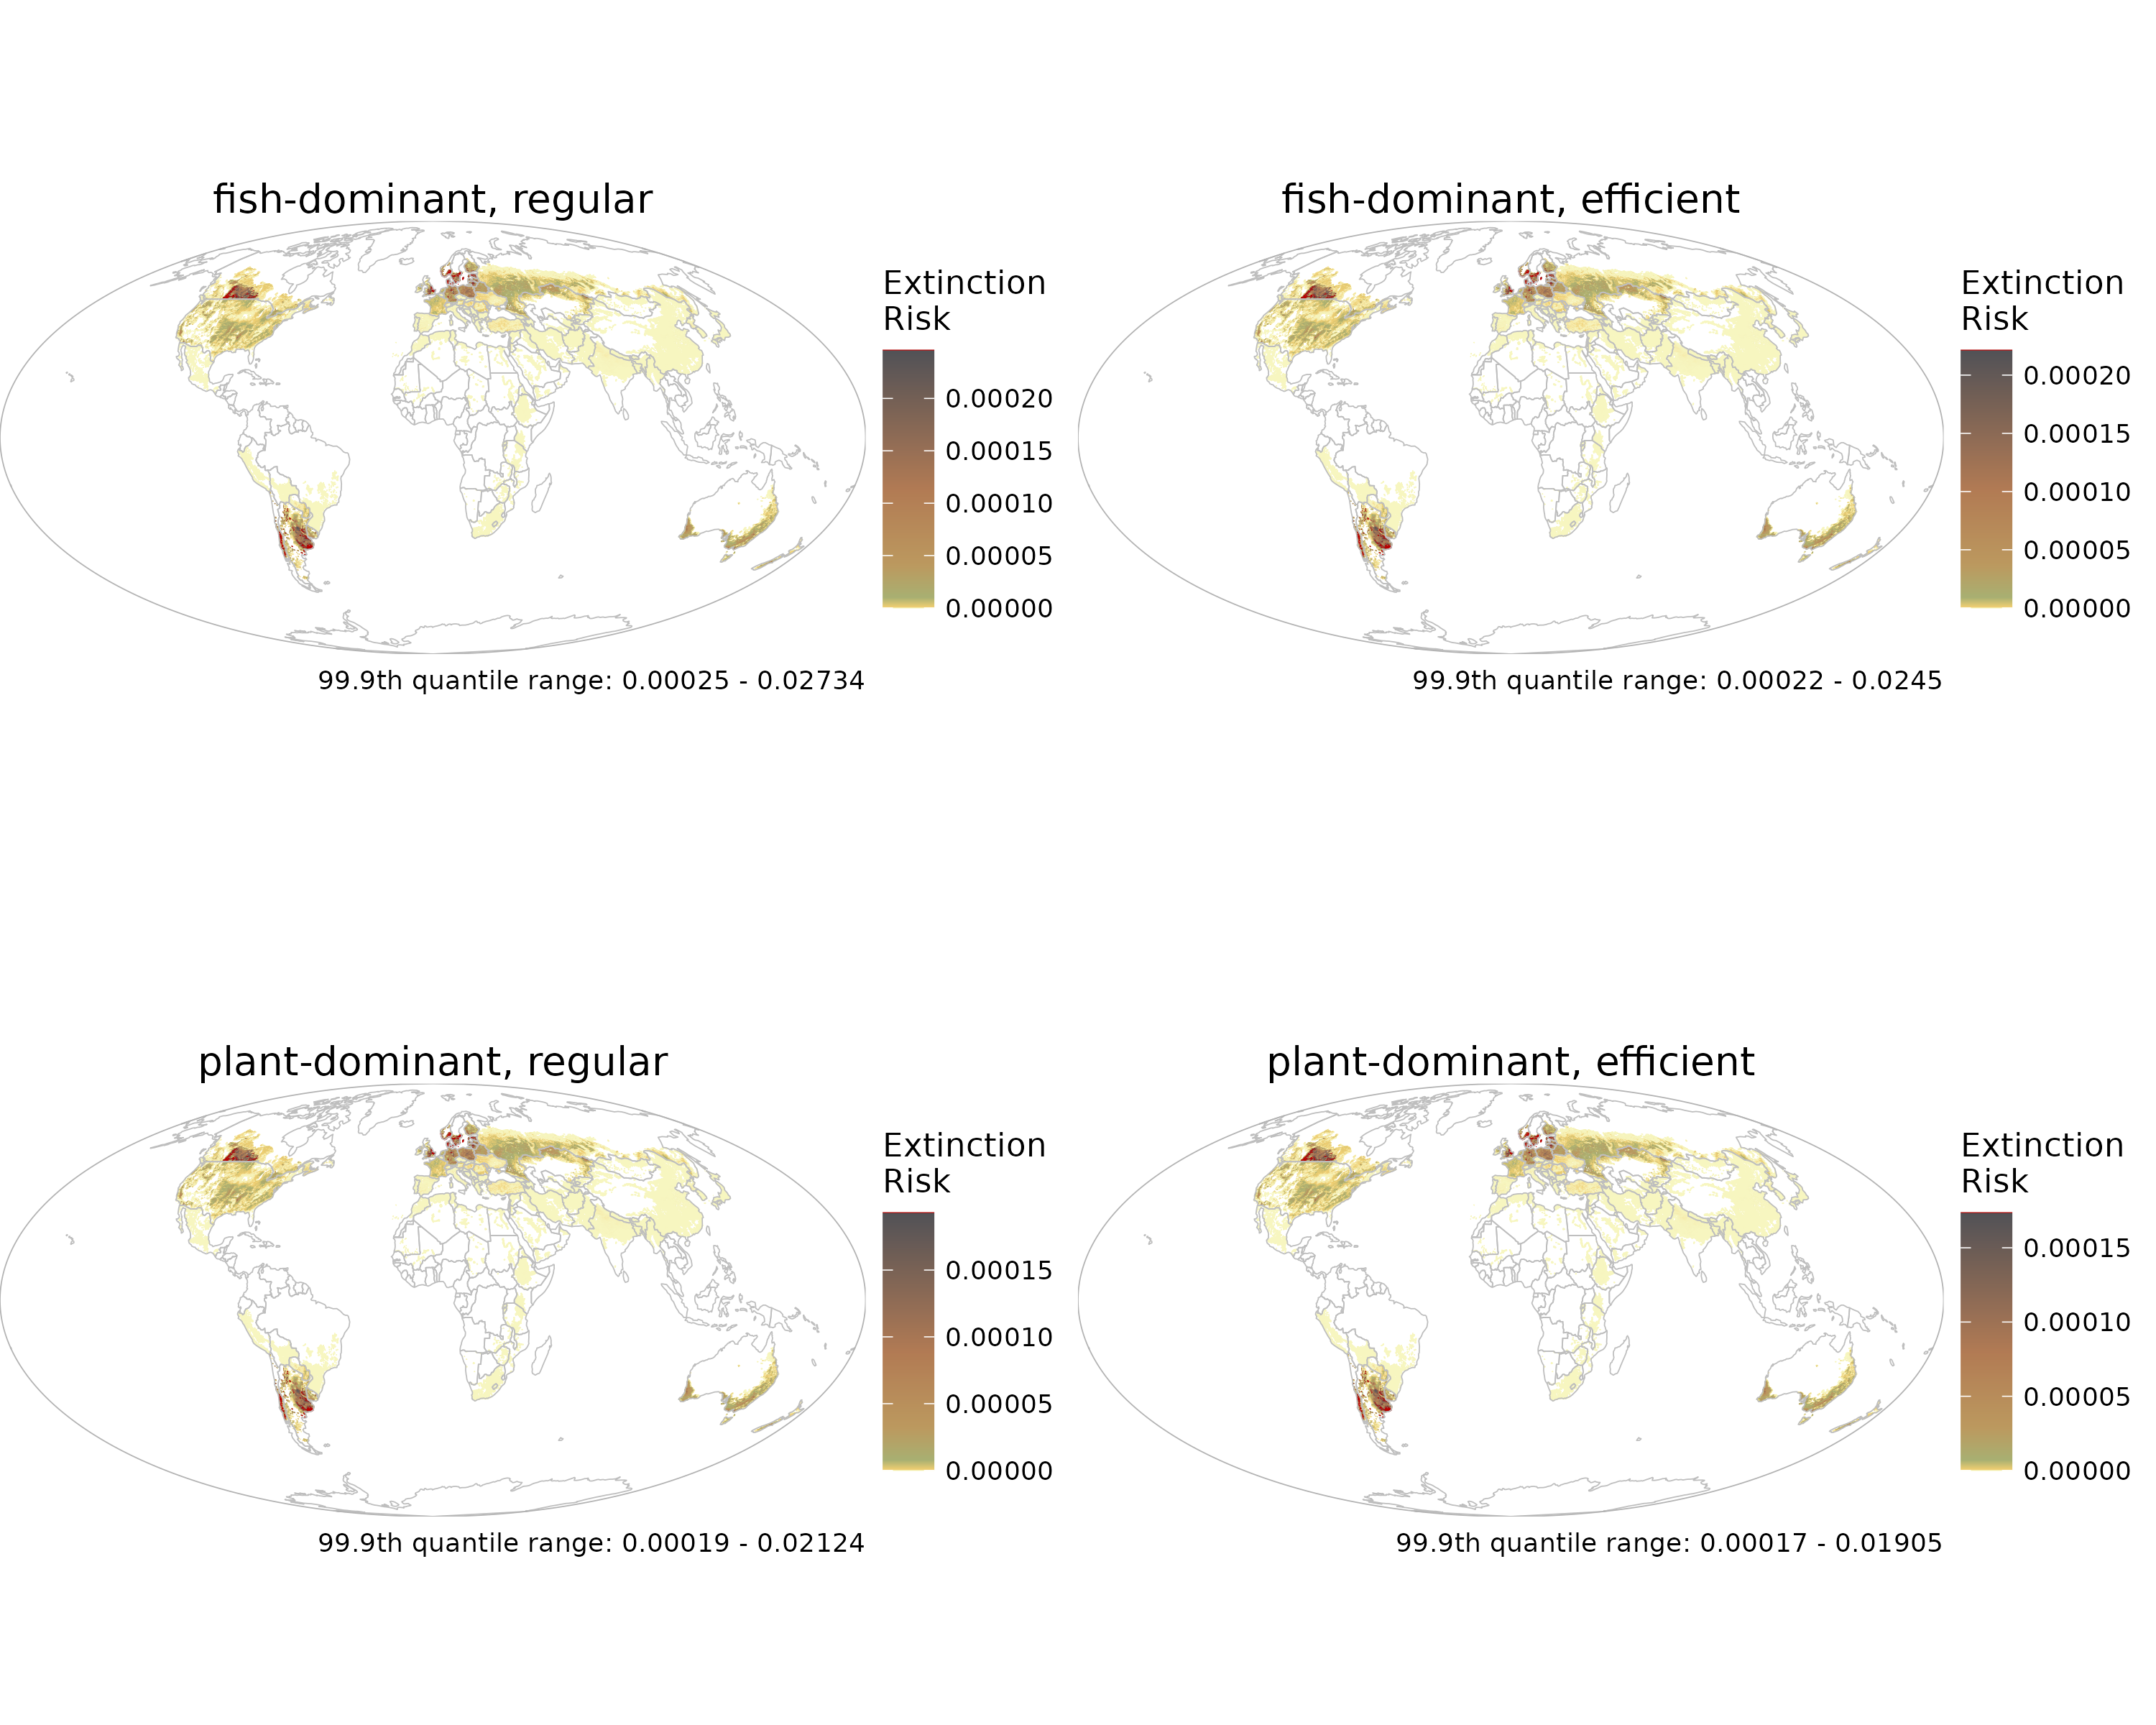 fish-dominant, regular
Extinction
Risk
0.00020
0.00015
0.00010
0.00005
0.00000
99.9th quantile range: 0.00025 - 0.02734
fish-dominant, efficient
Extinction
Risk
0.00020
0.00015
0.00010
0.00005
0.00000
99.9th quantile range: 0.00022 - 0.0245
plant-dominant, regular
Extinction
Risk
0.00015
0.00010
0.00005
0.00000
99.9th quantile range: 0.00019 - 0.02124
plant-dominant, efficient
Extinction
Risk
0.00015
0.00010
0.00005
0.00000
99.9th quantile range: 0.00017 - 0.01905